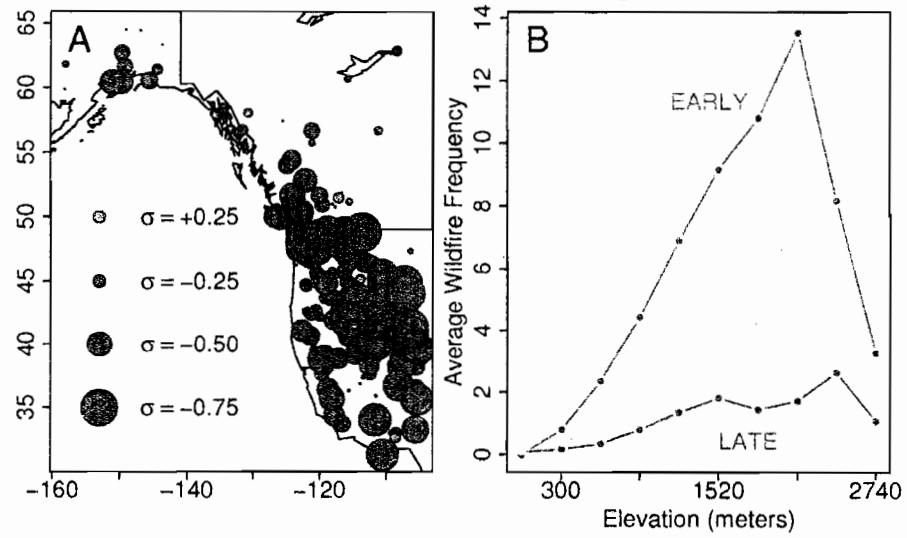 A
65
60
55
50
45
40
35
σ = +0.25
σ = −0.25
σ = −0.50
σ = −0.75
−160
−140
−120
B
Average Wildfire Frequency
14
12
10
8
6
4
2
0
EARLY
LATE
300
1520
2740
Elevation (meters)